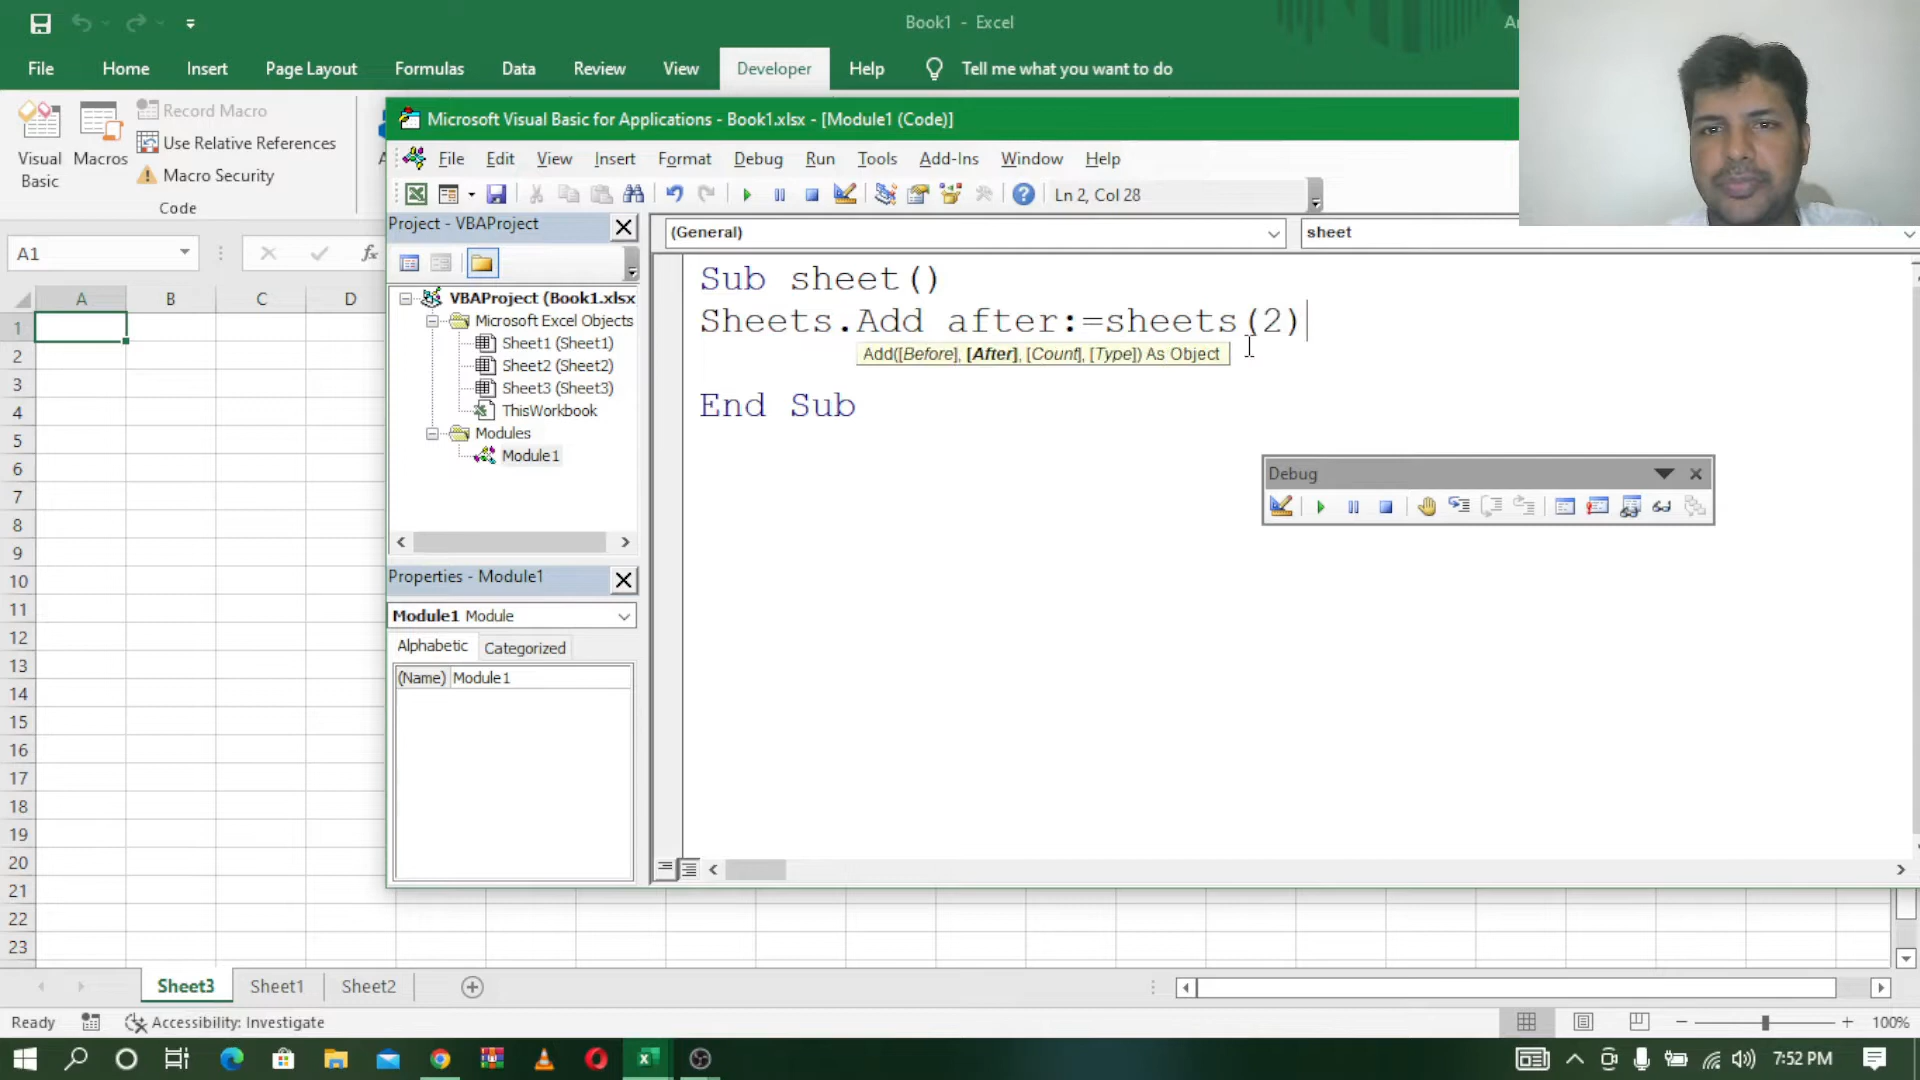 Book1 - Excel
File Home Insert Page Layout Formulas Data Review View Developer Help Tell me what you want to do
Visual Basic
Macros
Record Macro
Use Relative References
Macro Security
Code
Microsoft Visual Basic for Applications - Book1.xlsx - [Module1 (Code)]
File Edit View Insert Format Debug Run Tools Add-Ins Window Help
Ln 2, Col 28
A1
fx
Project - VBAProject
VBAProject (Book1.xlsx
Microsoft Excel Objects
Sheet1 (Sheet1)
Sheet2 (Sheet2)
Sheet3 (Sheet3)
ThisWorkbook
Modules
Module1
Properties - Module1
Module1 Module
Alphabetic Categorized
(Name) Module1
(General)
sheet
Sub sheet()
Sheets.Add after:=sheets(2)
Add([Before], [After], [Count], [Type]) As Object
End Sub
Debug
A B C D
1
2
3
4
5
6
7
8
9
10
11
12
13
14
15
16
17
18
19
20
21
22
23
Sheet3 Sheet1 Sheet2
Ready
Accessibility: Investigate
100%
7:52 PM